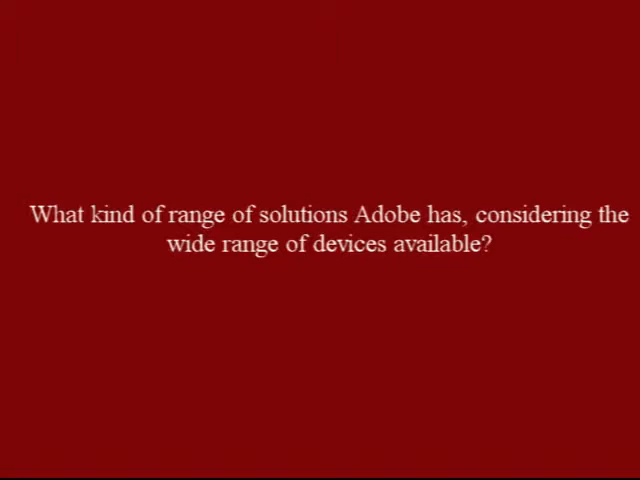 What kind of range of solutions Adobe has, considering the
wide range of devices available?